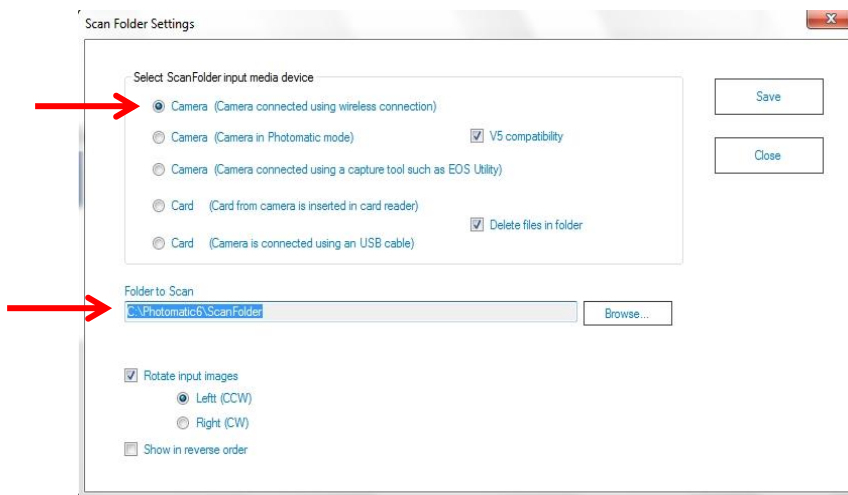 Scan Folder Settings
X
Select ScanFolder input media device
Camera (Camera connected using wireless connection)
Save
Camera (Camera in Photomatic mode)
V5 compatibility
Close
Camera (Camera connected using a capture tool such as EOS Utility)
Card (Card from camera is inserted in card reader)
Delete files in folder
Card (Camera is connected using an USB cable)
Folder to Scan
C:\Photomatic6\ScanFolder
Browse...
Rotate input images
Leftt (CCW)
Right (CW)
Show in reverse order